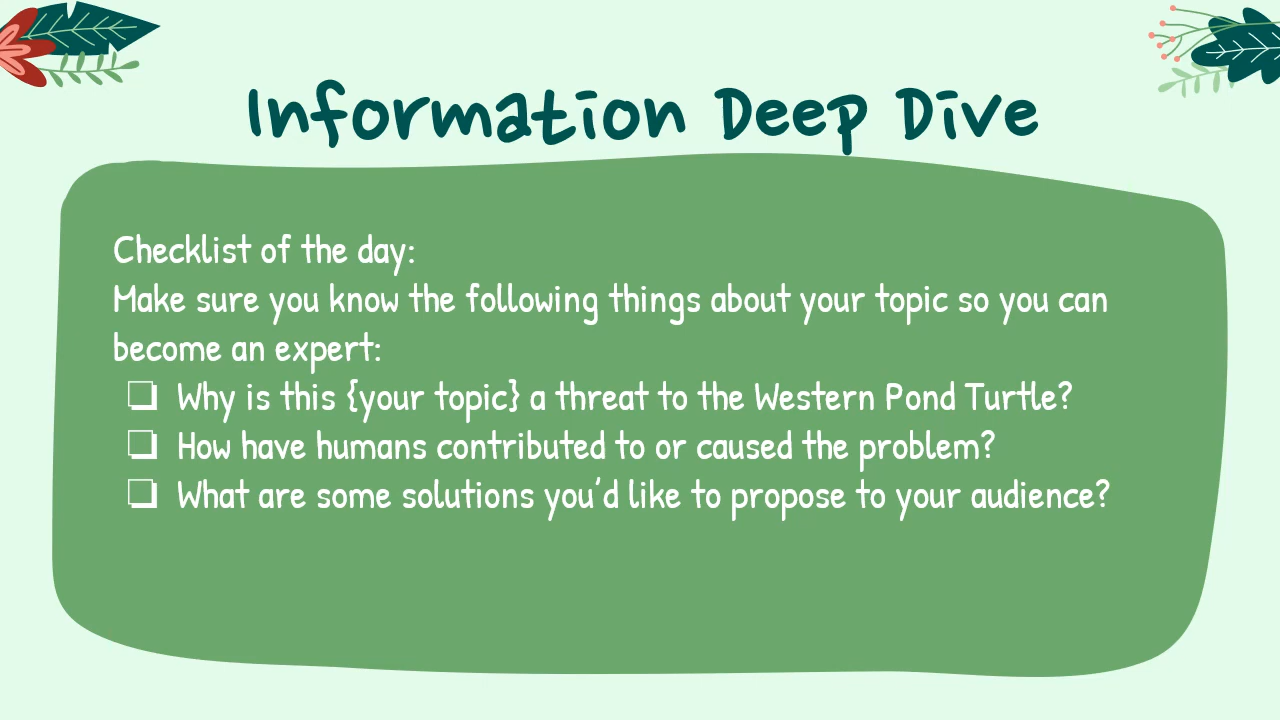 Information Deep Dive
Checklist of the day:
Make sure you know the following things about your topic so you can
become an expert:
❏ Why is this {your topic} a threat to the Western Pond Turtle?
❏ How have humans contributed to or caused the problem?
❏ What are some solutions you'd like to propose to your audience?